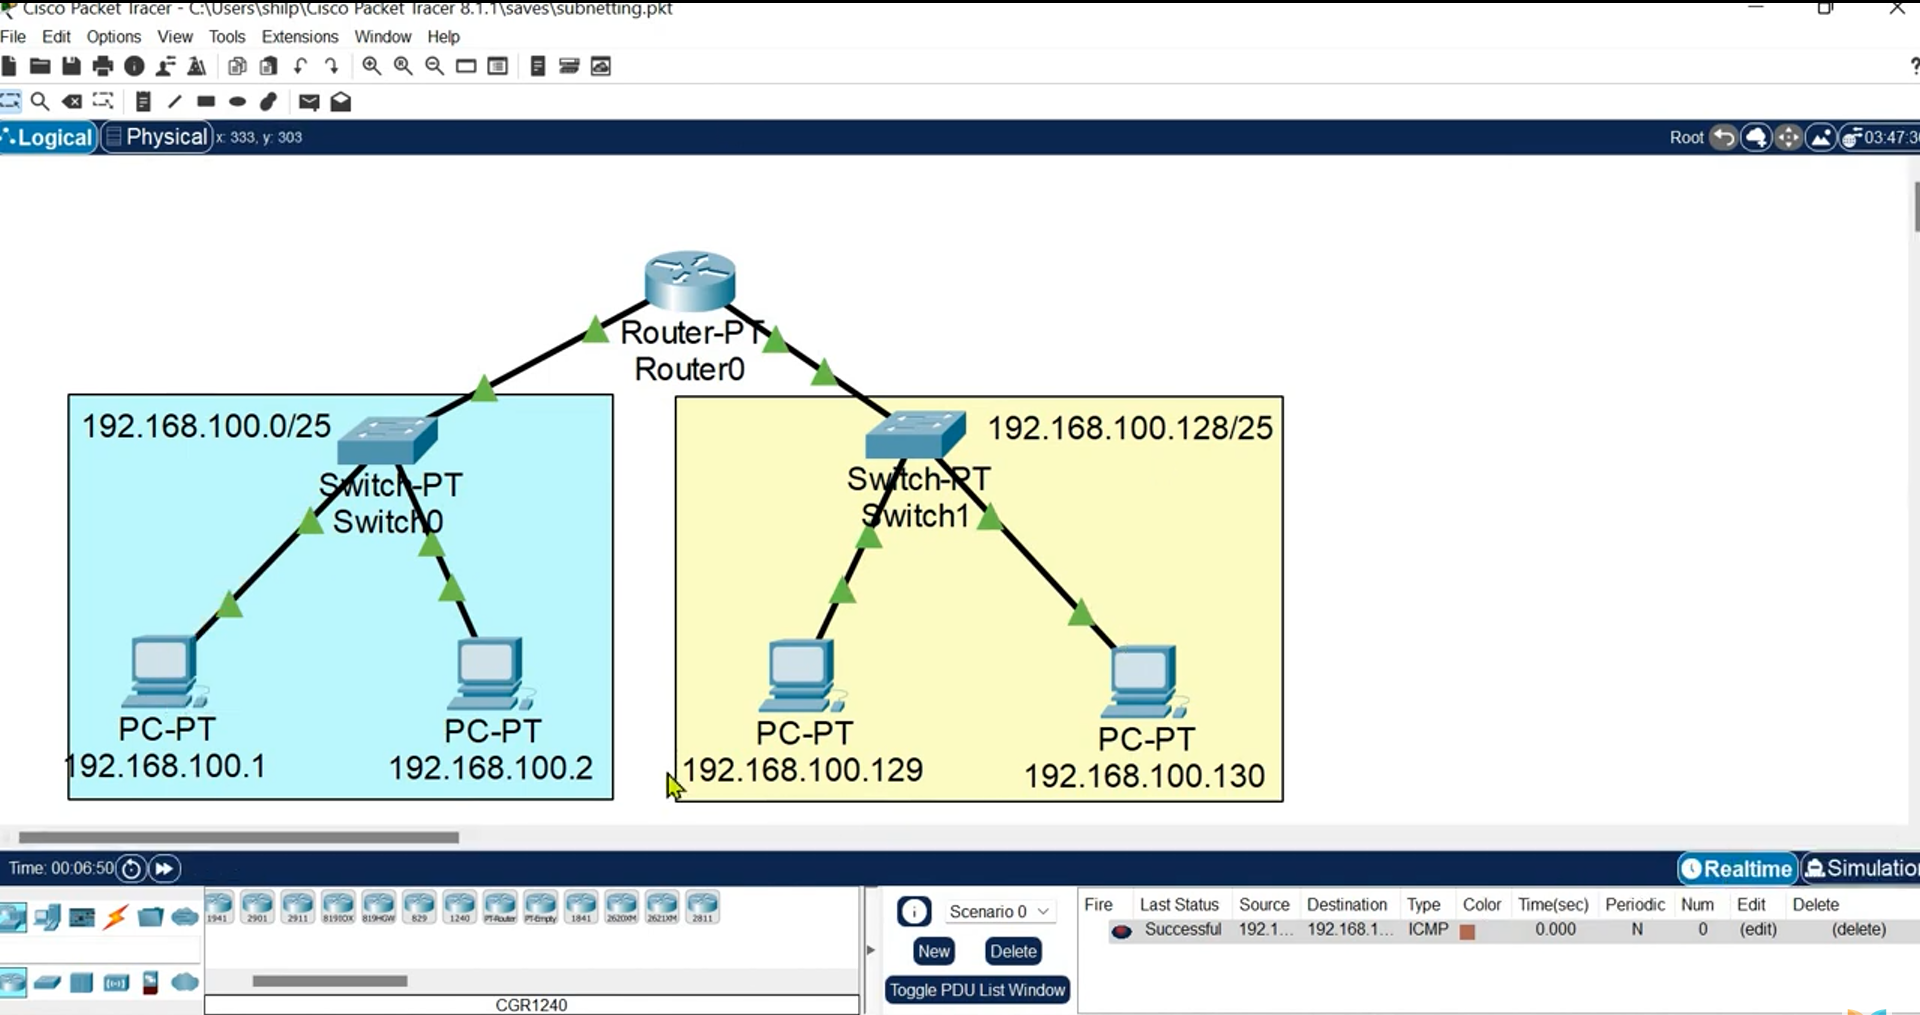 Cisco Packet Tracer - C:\Users\shilp\Cisco Packet Tracer 8.1.1\saves\subnetting.pkt
File Edit Options View Tools Extensions Window Help
Logical Physical x: 333, y: 303 Root 03:47:3
Router-PT
Router0
192.168.100.0/25
Switch-PT
Switch0
192.168.100.128/25
Switch-PT
Switch1
PC-PT
192.168.100.1
PC-PT
192.168.100.2
PC-PT
192.168.100.129
PC-PT
192.168.100.130
Time: 00:06:50 Realtime Simulation
1941 2901 2911 819IOX 819HGW 829 1240 PT-Router PT-Empty 1841 2620XM 2621XM 2811
CGR1240
Scenario 0
New Delete
Toggle PDU List Window
Fire Last Status Source Destination Type Color Time(sec) Periodic Num Edit Delete
Successful 192.1... 192.168.1... ICMP 0.000 N 0 (edit) (delete)